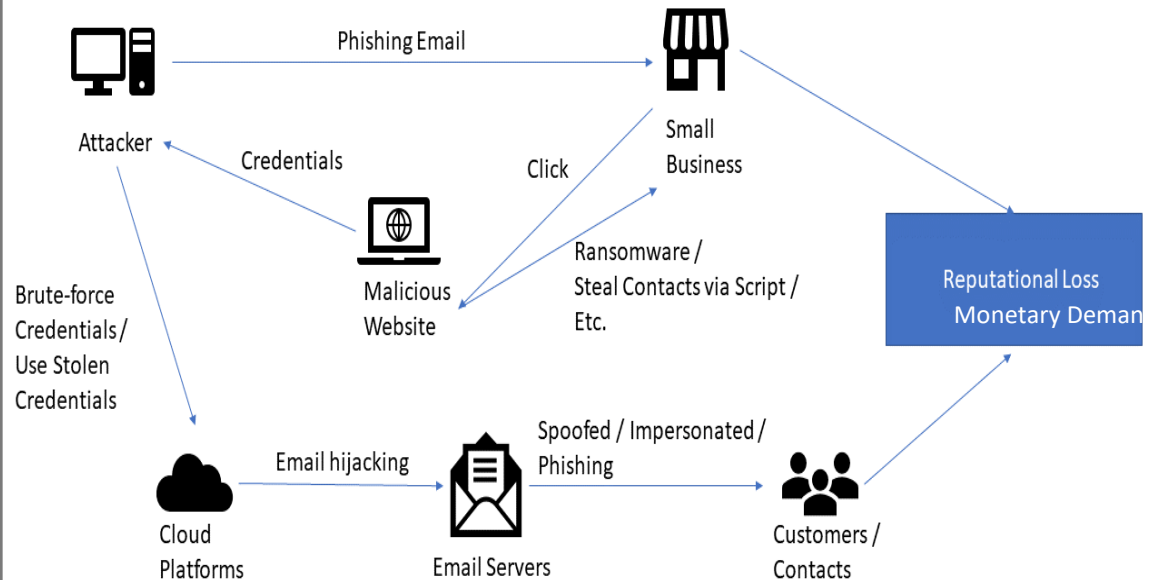 Phishing Email
Attacker
Small
Business
Credentials
Click
Ransomware /
Steal Contacts via Script /
Etc.
Malicious
Website
Reputational Loss
Monetary Deman
Brute-force
Credentials /
Use Stolen
Credentials
Email hijacking
Spoofed / Impersonated /
Phishing
Cloud
Platforms
Email Servers
Customers /
Contacts